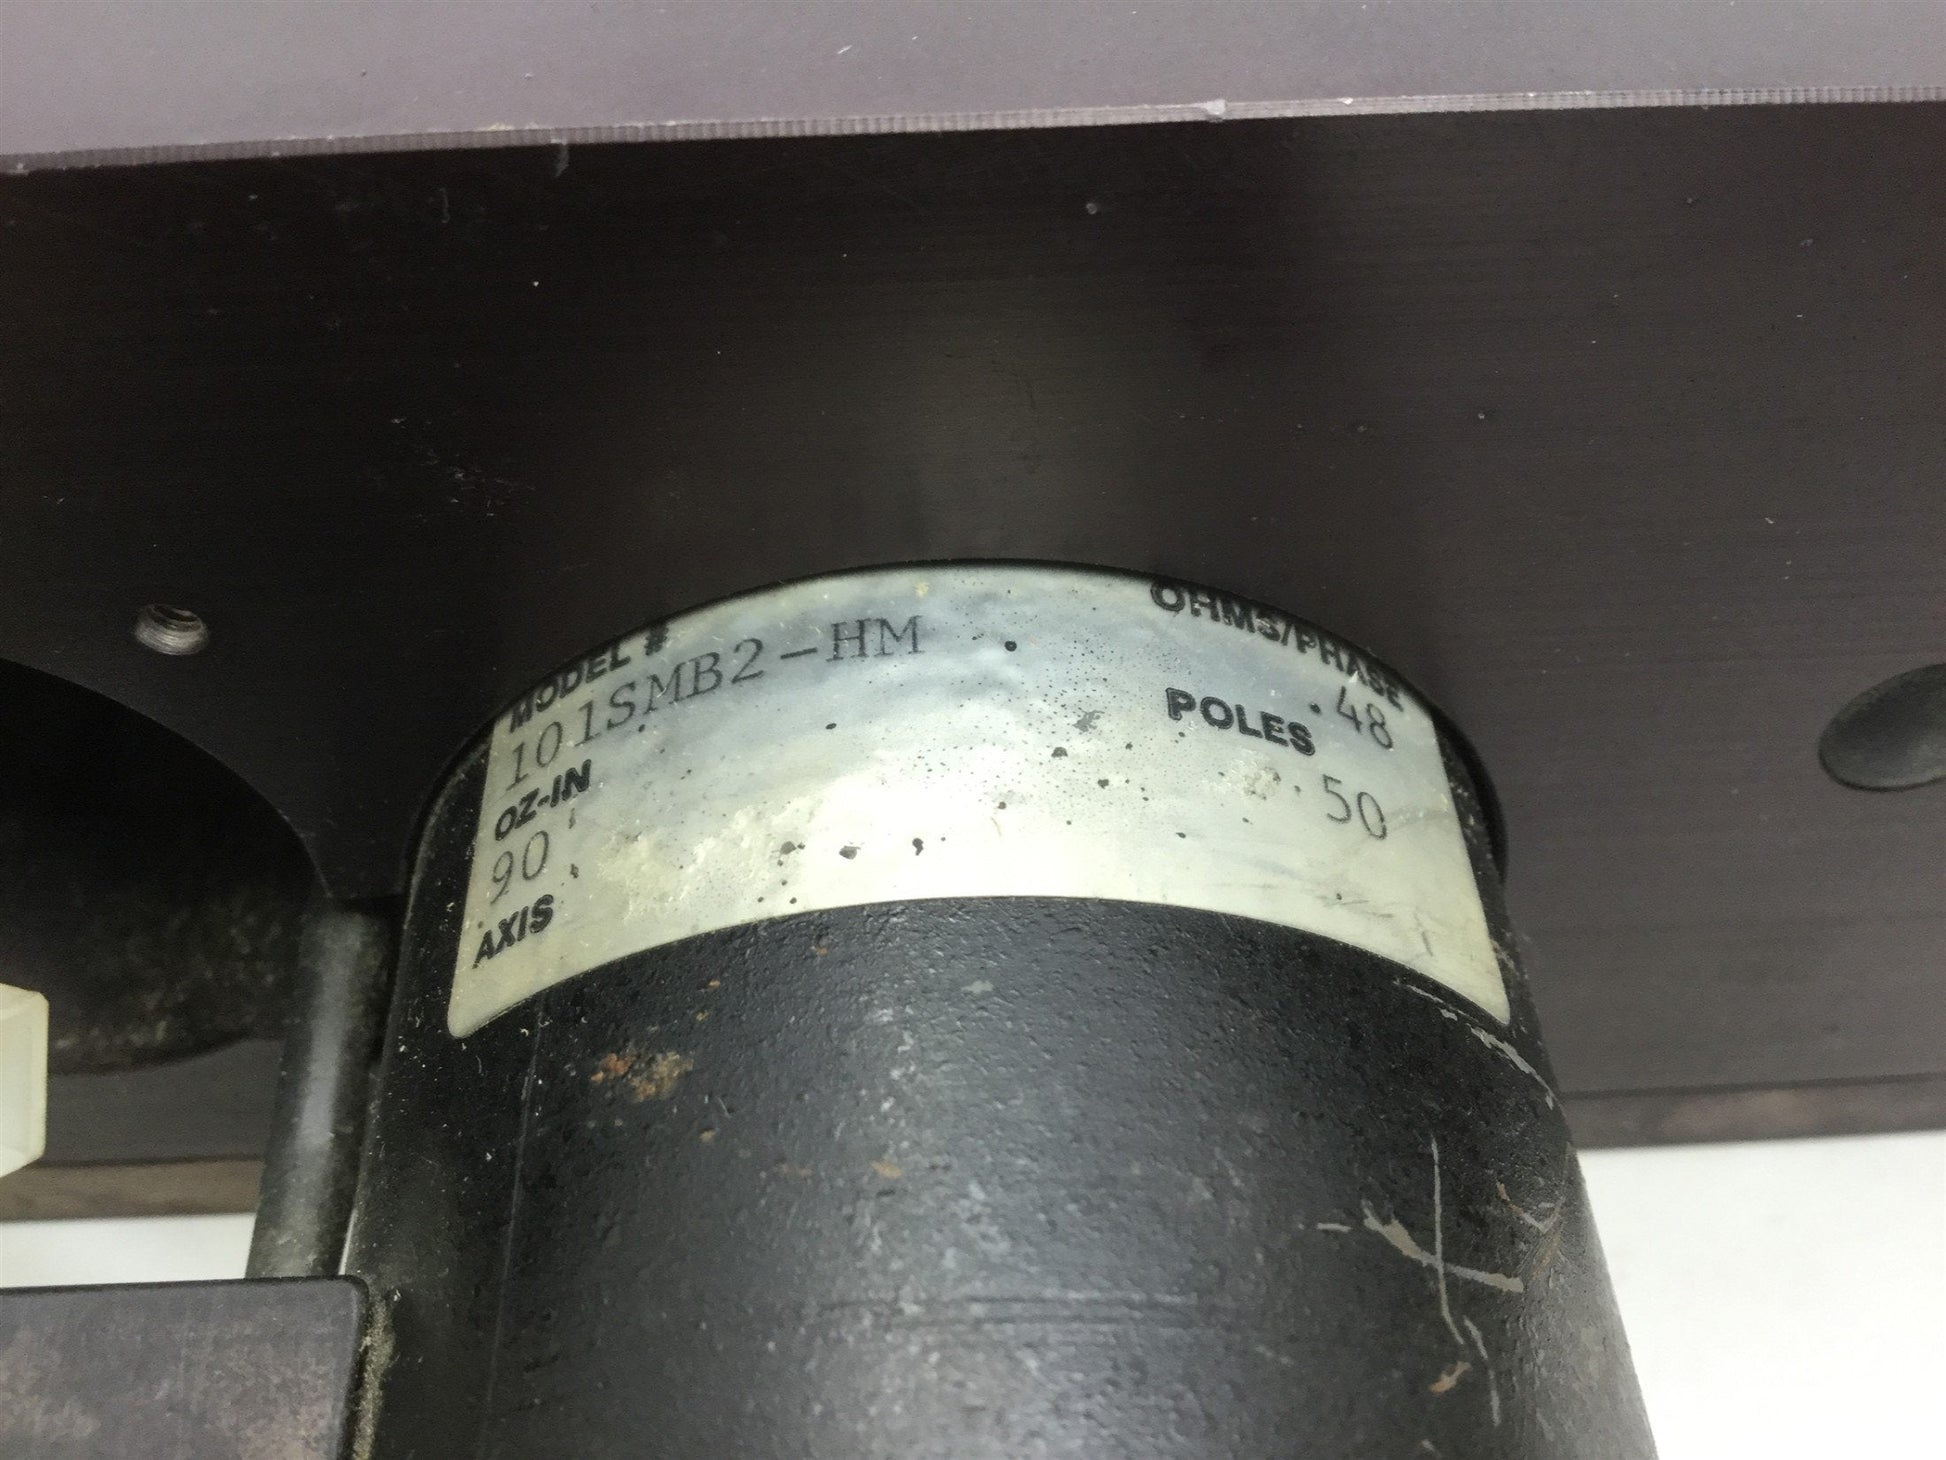 MODEL #
101SMB2-HM
OZ-IN
90
AXIS
OHMS/PHASE
.48
POLES
50